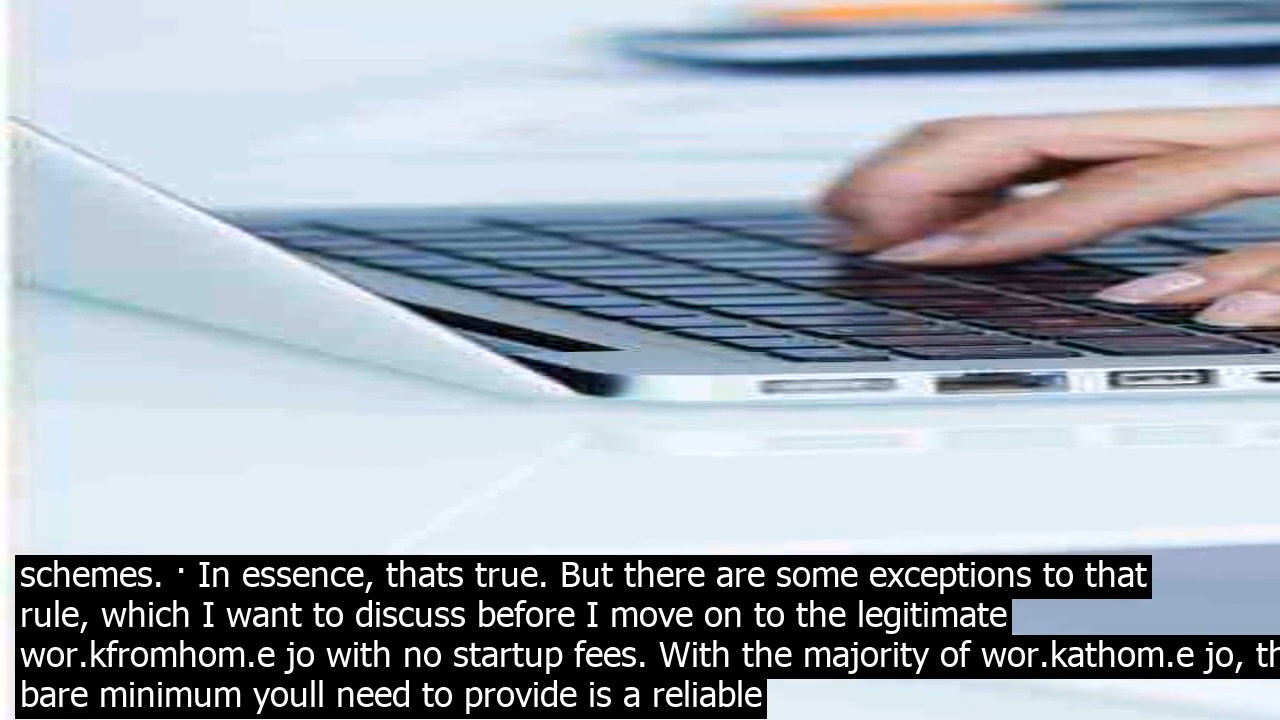 schemes. · In essence, thats true. But there are some exceptions to that
rule, which I want to discuss before I move on to the legitimate
wor.kfromhom.e jo with no startup fees. With the majority of wor.kathom.e jo,
bare minimum youll need to provide is a reliable